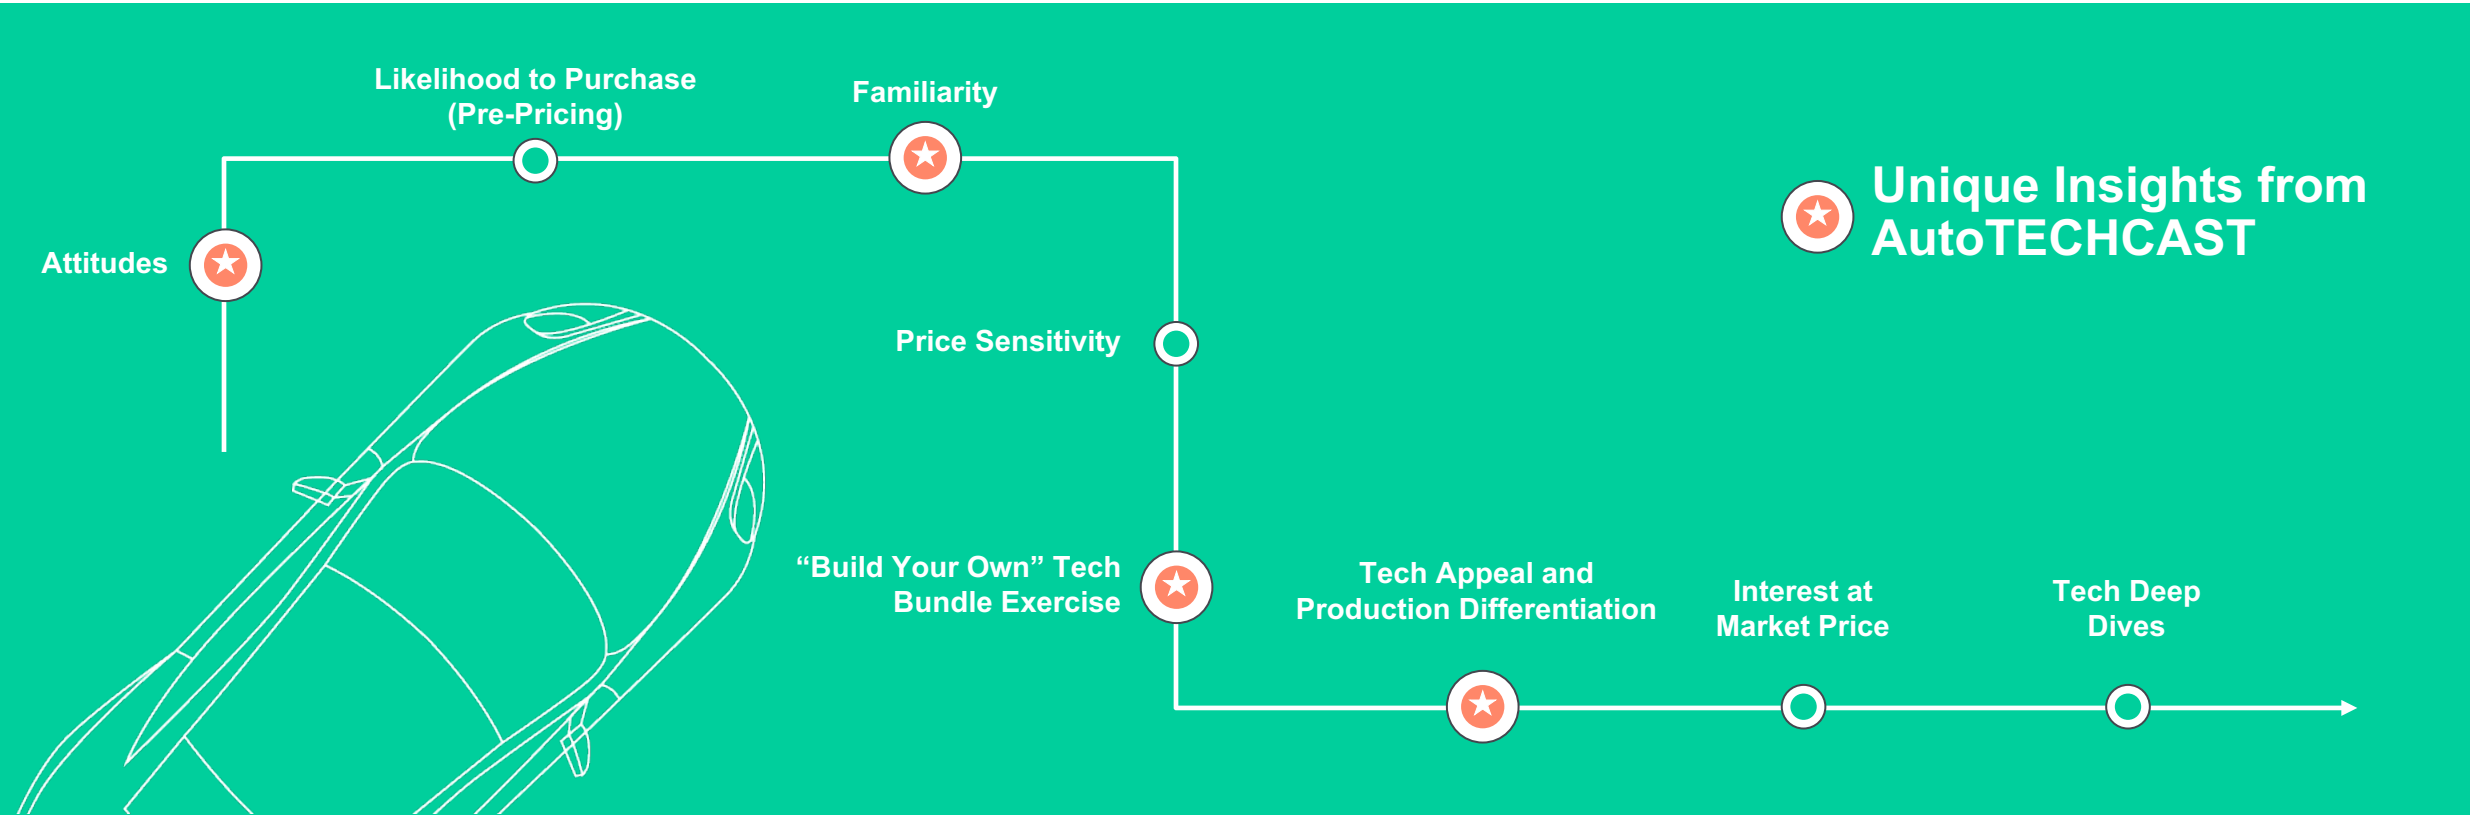 Likelihood to Purchase
(Pre-Pricing)
Familiarity
Unique Insights from
AutoTECHCAST
Attitudes
Price Sensitivity
“Build Your Own” Tech
Bundle Exercise
Tech Appeal and
Production Differentiation
Interest at
Market Price
Tech Deep
Dives